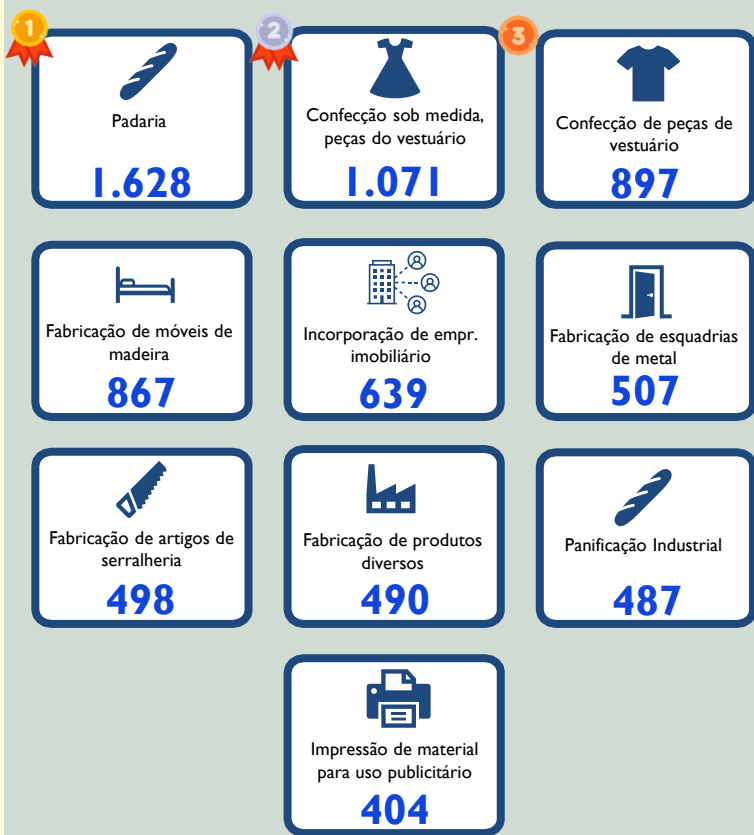 1
2
3
Padaria
1.628
Confecção sob medida,
peças do vestuário
1.071
Confecção de peças de
vestuário
897
Fabricação de móveis de
madeira
867
Incorporação de empr.
imobiliário
639
Fabricação de esquadrias
de metal
507
Fabricação de artigos de
serralheria
498
Fabricação de produtos
diversos
490
Panificação Industrial
487
Impressão de material
para uso publicitário
404